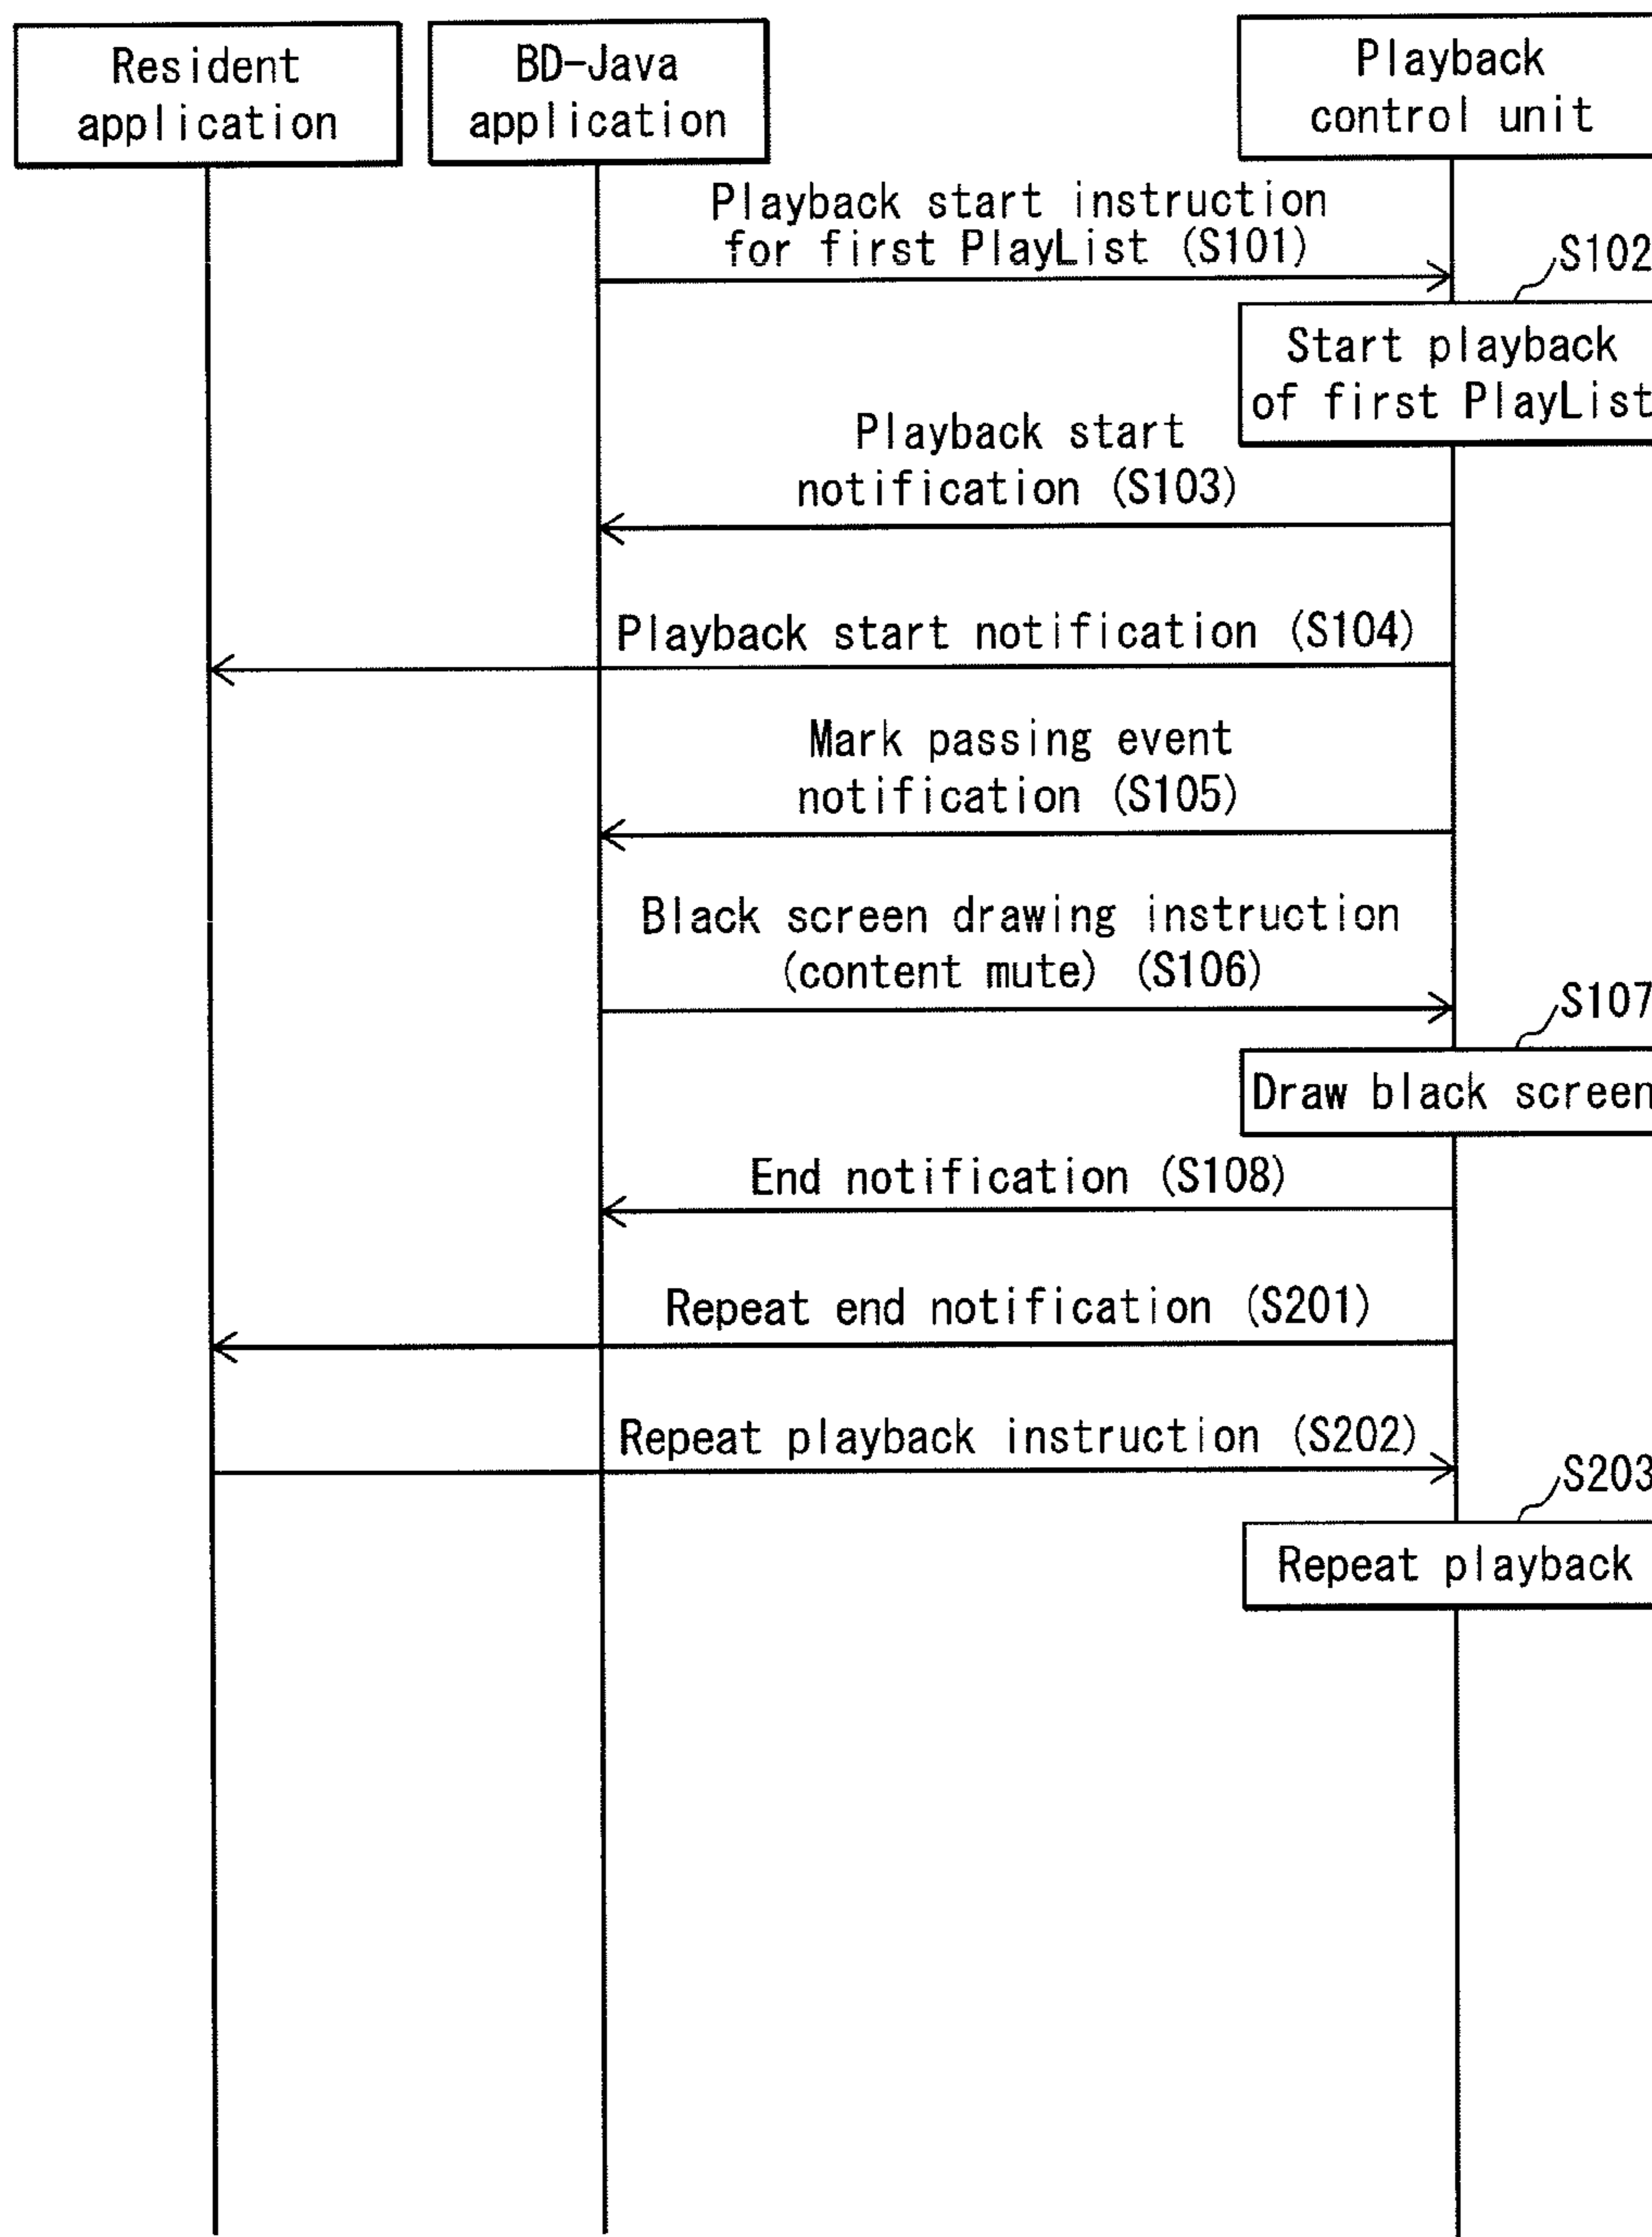 Resident
application
BD-Java
application
Playback
control unit
Playback start instruction
for first PlayList (S101)
S102
Start playback
of first PlayList
Playback start
notification (S103)
Playback start notification (S104)
Mark passing event
notification (S105)
Black screen drawing instruction
(content mute) (S106)
S107
Draw black screen
End notification (S108)
Repeat end notification (S201)
Repeat playback instruction (S202)
S203
Repeat playback